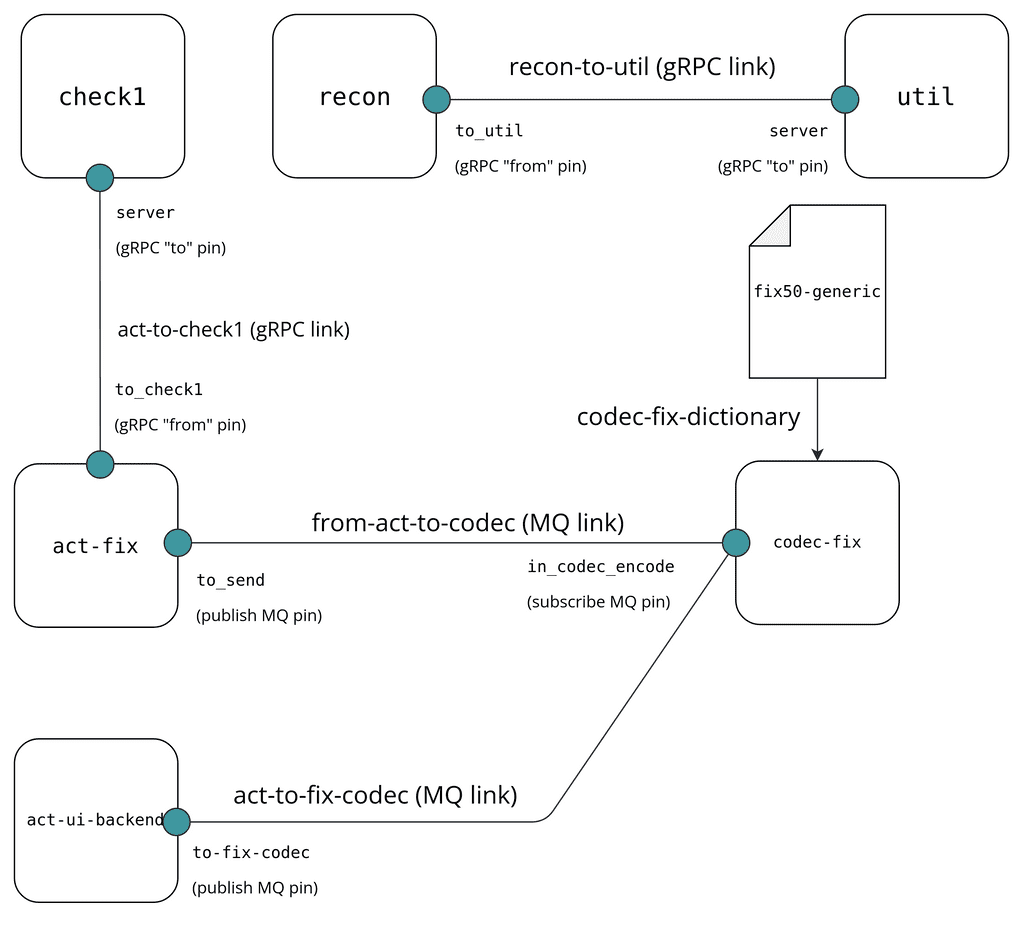 check1
recon
util
recon-to-util (gRPC link)
to_util
(gRPC "from" pin)
server
(gRPC "to" pin)
server
(gRPC "to" pin)
fix50-generic
act-to-check1 (gRPC link)
to_check1
(gRPC "from" pin)
codec-fix-dictionary
act-fix
from-act-to-codec (MQ link)
codec-fix
to_send
(publish MQ pin)
in_codec_encode
(subscribe MQ pin)
act-ui-backend
act-to-fix-codec (MQ link)
to-fix-codec
(publish MQ pin)